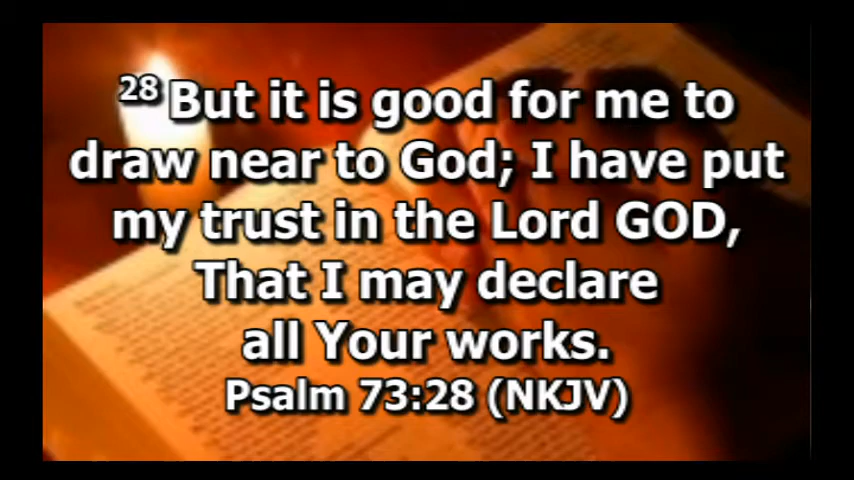 28 But it is good for me to
draw near to God; I have put
my trust in the Lord GOD,
That I may declare
all Your works.
Psalm 73:28 (NKJV)